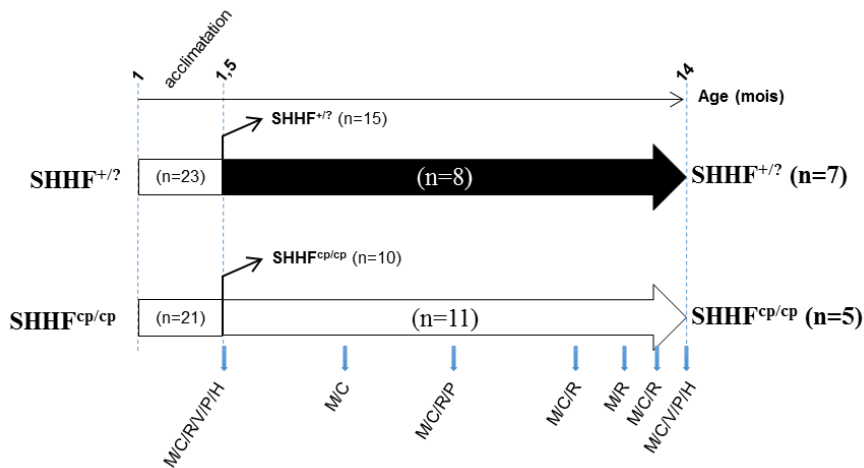 acclimatation
1
1,5
14
Age (mois)
SHHF+/? (n=15)
SHHF+/?
(n=23)
(n=8)
SHHF+/? (n=7)
SHHFcp/cp (n=10)
SHHFcp/cp
(n=21)
(n=11)
SHHFcp/cp (n=5)
M/C/R/V/P/H
M/C
M/C/R/P
M/C/R
M/R
M/C/R
M/C/V/P/H